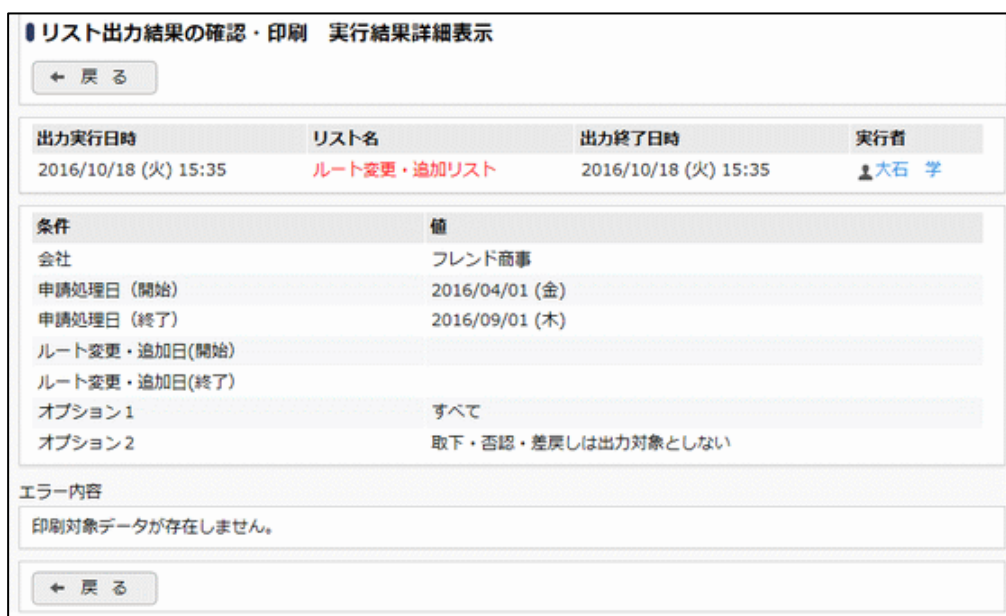 リスト出力結果の確認・印刷　実行結果詳細表示
← 戻 る
出力実行日時 リスト名 出力終了日時 実行者
2016/10/18 (火) 15:35 ルート変更・追加リスト 2016/10/18 (火) 15:35 大石　学
条件 値
会社 フレンド商事
申請処理日（開始） 2016/04/01 (金)
申請処理日（終了） 2016/09/01 (木)
ルート変更・追加日(開始)
ルート変更・追加日(終了)
オプション１ すべて
オプション２ 取下・否認・差戻しは出力対象としない
エラー内容
印刷対象データが存在しません。
← 戻 る